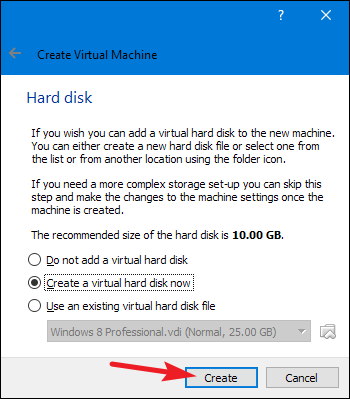 ?
Create Virtual Machine
Hard disk
If you wish you can add a virtual hard disk to the new machine.
You can either create a new hard disk file or select one from
the list or from another location using the folder icon.
If you need a more complex storage set-up you can skip this
step and make the changes to the machine settings once the
machine is created.
The recommended size of the hard disk is 10.00 GB.
Do not add a virtual hard disk
Create a virtual hard disk now
Use an existing virtual hard disk file
Windows 8 Professional.vdi (Normal, 25.00 GB)
Create
Cancel